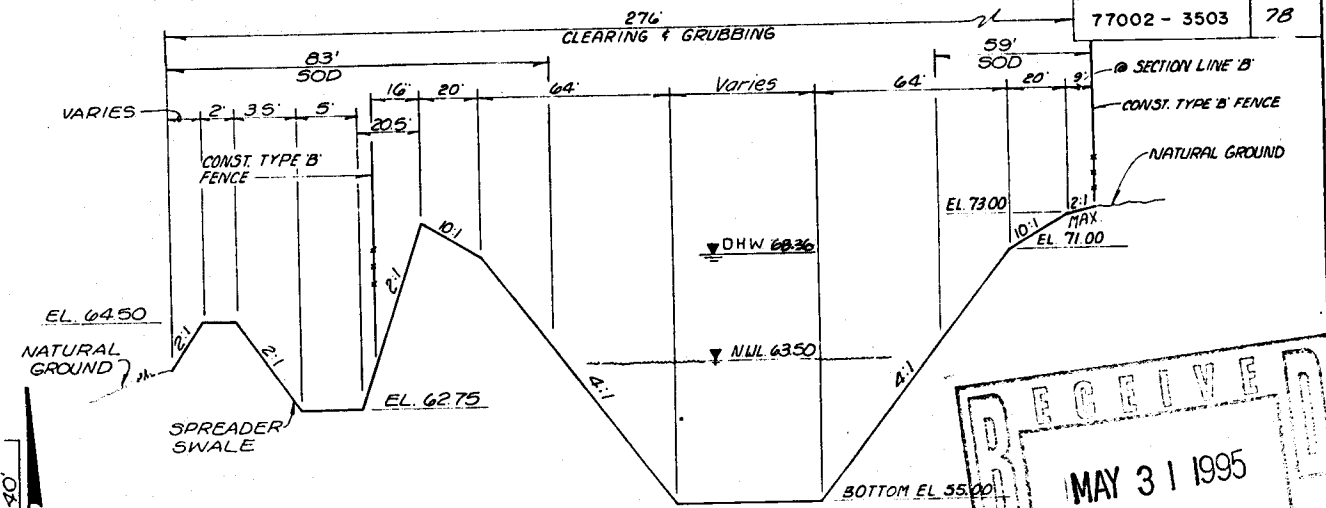 276'
CLEARING & GRUBBING
77002 - 3503
7B
83'
SOD
59'
SOD
VARIES
2'
3.5'
5'
16'
20'
20.5'
64'
Varies
64'
20'
9'
@ SECTION LINE 'B'
CONST. TYPE 'B' FENCE
CONST. TYPE 'B'
FENCE
NATURAL GROUND
EL. 73.00
2:1
MAX.
10:1
10:1
EL. 71.00
DHW 68.36
2:1
EL. 64.50
2:1
2:1
NATURAL
GROUND
NWL 63.50
4:1
4:1
EL. 62.75
SPREADER
SWALE
BOTTOM EL 55.00
RECEIVED
MAY 31 1995
40'